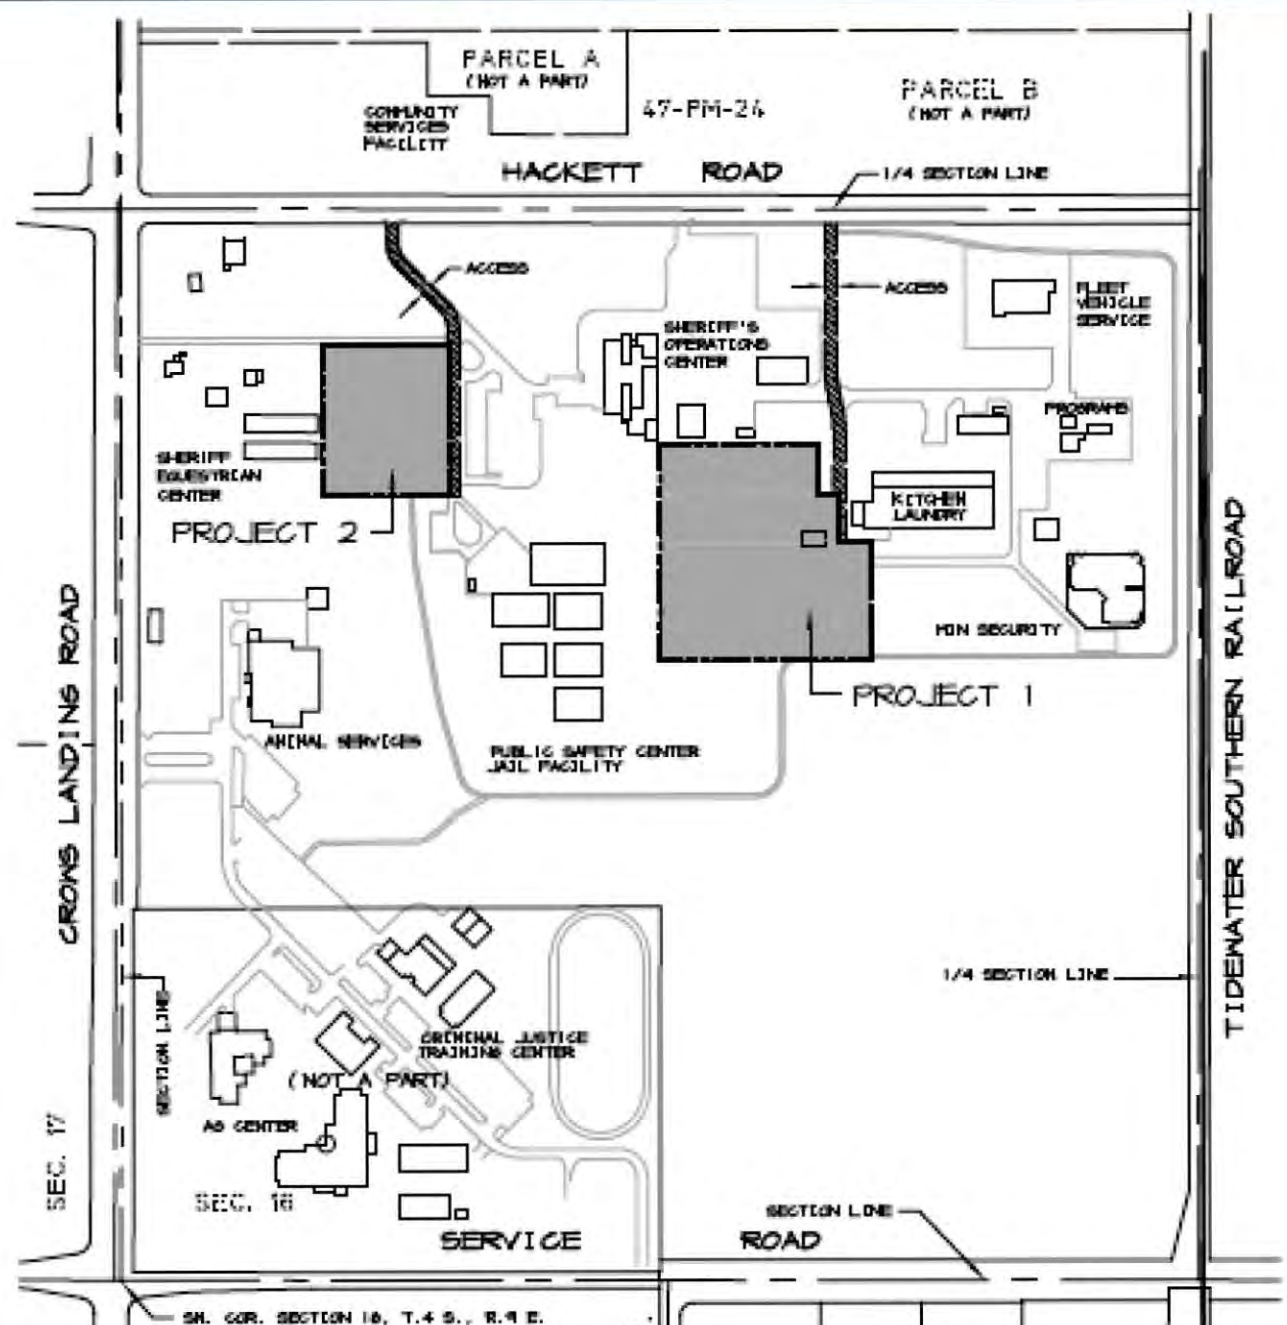 PARCEL A
(NOT A PART)
47-PM-24
PARCEL B
(NOT A PART)
COMMUNITY
SERVICES
FACILITY
HACKETT ROAD
1/4 SECTION LINE
ACCESS
ACCESS
FLEET
VEHICLE
SERVICE
SHERIFF'S
OPERATIONS
CENTER
PROGRAMS
SHERIFF
EQUESTRIAN
CENTER
KITCHEN
LAUNDRY
PROJECT 2
MIN SECURITY
PROJECT 1
ANIMAL SERVICES
PUBLIC SAFETY CENTER
JAIL FACILITY
CROWS LANDING ROAD
TIDEWATER SOUTHERN RAILROAD
1/4 SECTION LINE
SECTION LINE
CRIMINAL JUSTICE
TRAINING CENTER
(NOT A PART)
AG CENTER
SEC. 17
SEC. 16
SECTION LINE
SERVICE ROAD
SW. COR. SECTION 16, T.4 S., R.9 E.